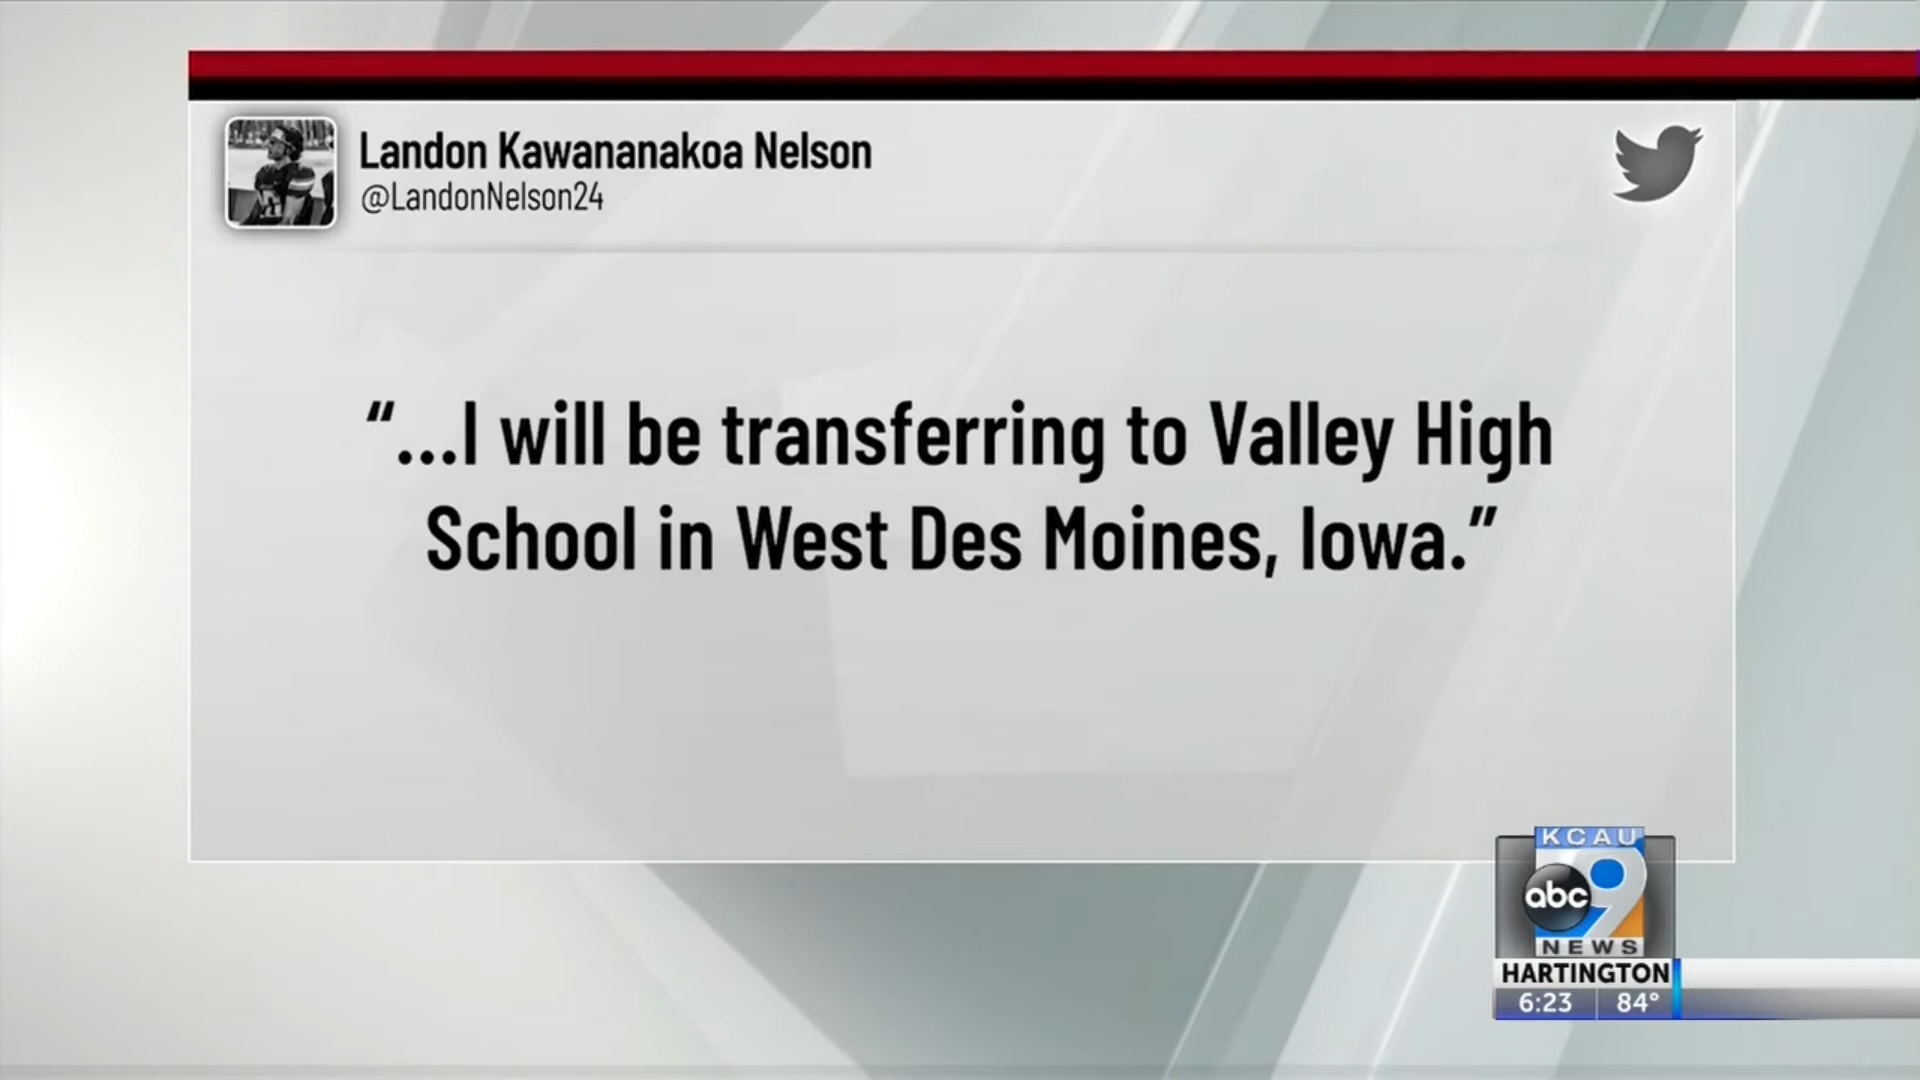 Landon Kawananakoa Nelson
@LandonNelson24
“...I will be transferring to Valley High
School in West Des Moines, Iowa.”
KCAU
abc 9
NEWS
HARTINGTON
6:23 84°